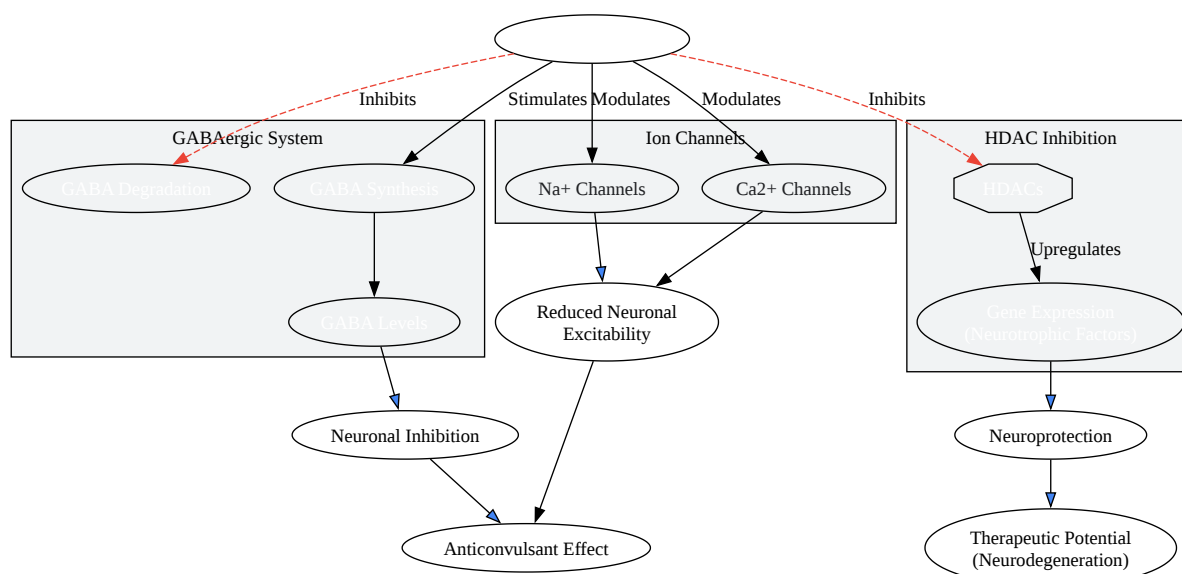 Inhibits
Stimulates
Modulates
Modulates
Inhibits
GABAergic System
Ion Channels
HDAC Inhibition
GABA Degradation
GABA Synthesis
Na+ Channels
Ca2+ Channels
HDACs
Upregulates
GABA Levels
Reduced Neuronal
Excitability
Gene Expression
(Neurotrophic Factors)
Neuronal Inhibition
Neuroprotection
Anticonvulsant Effect
Therapeutic Potential
(Neurodegeneration)